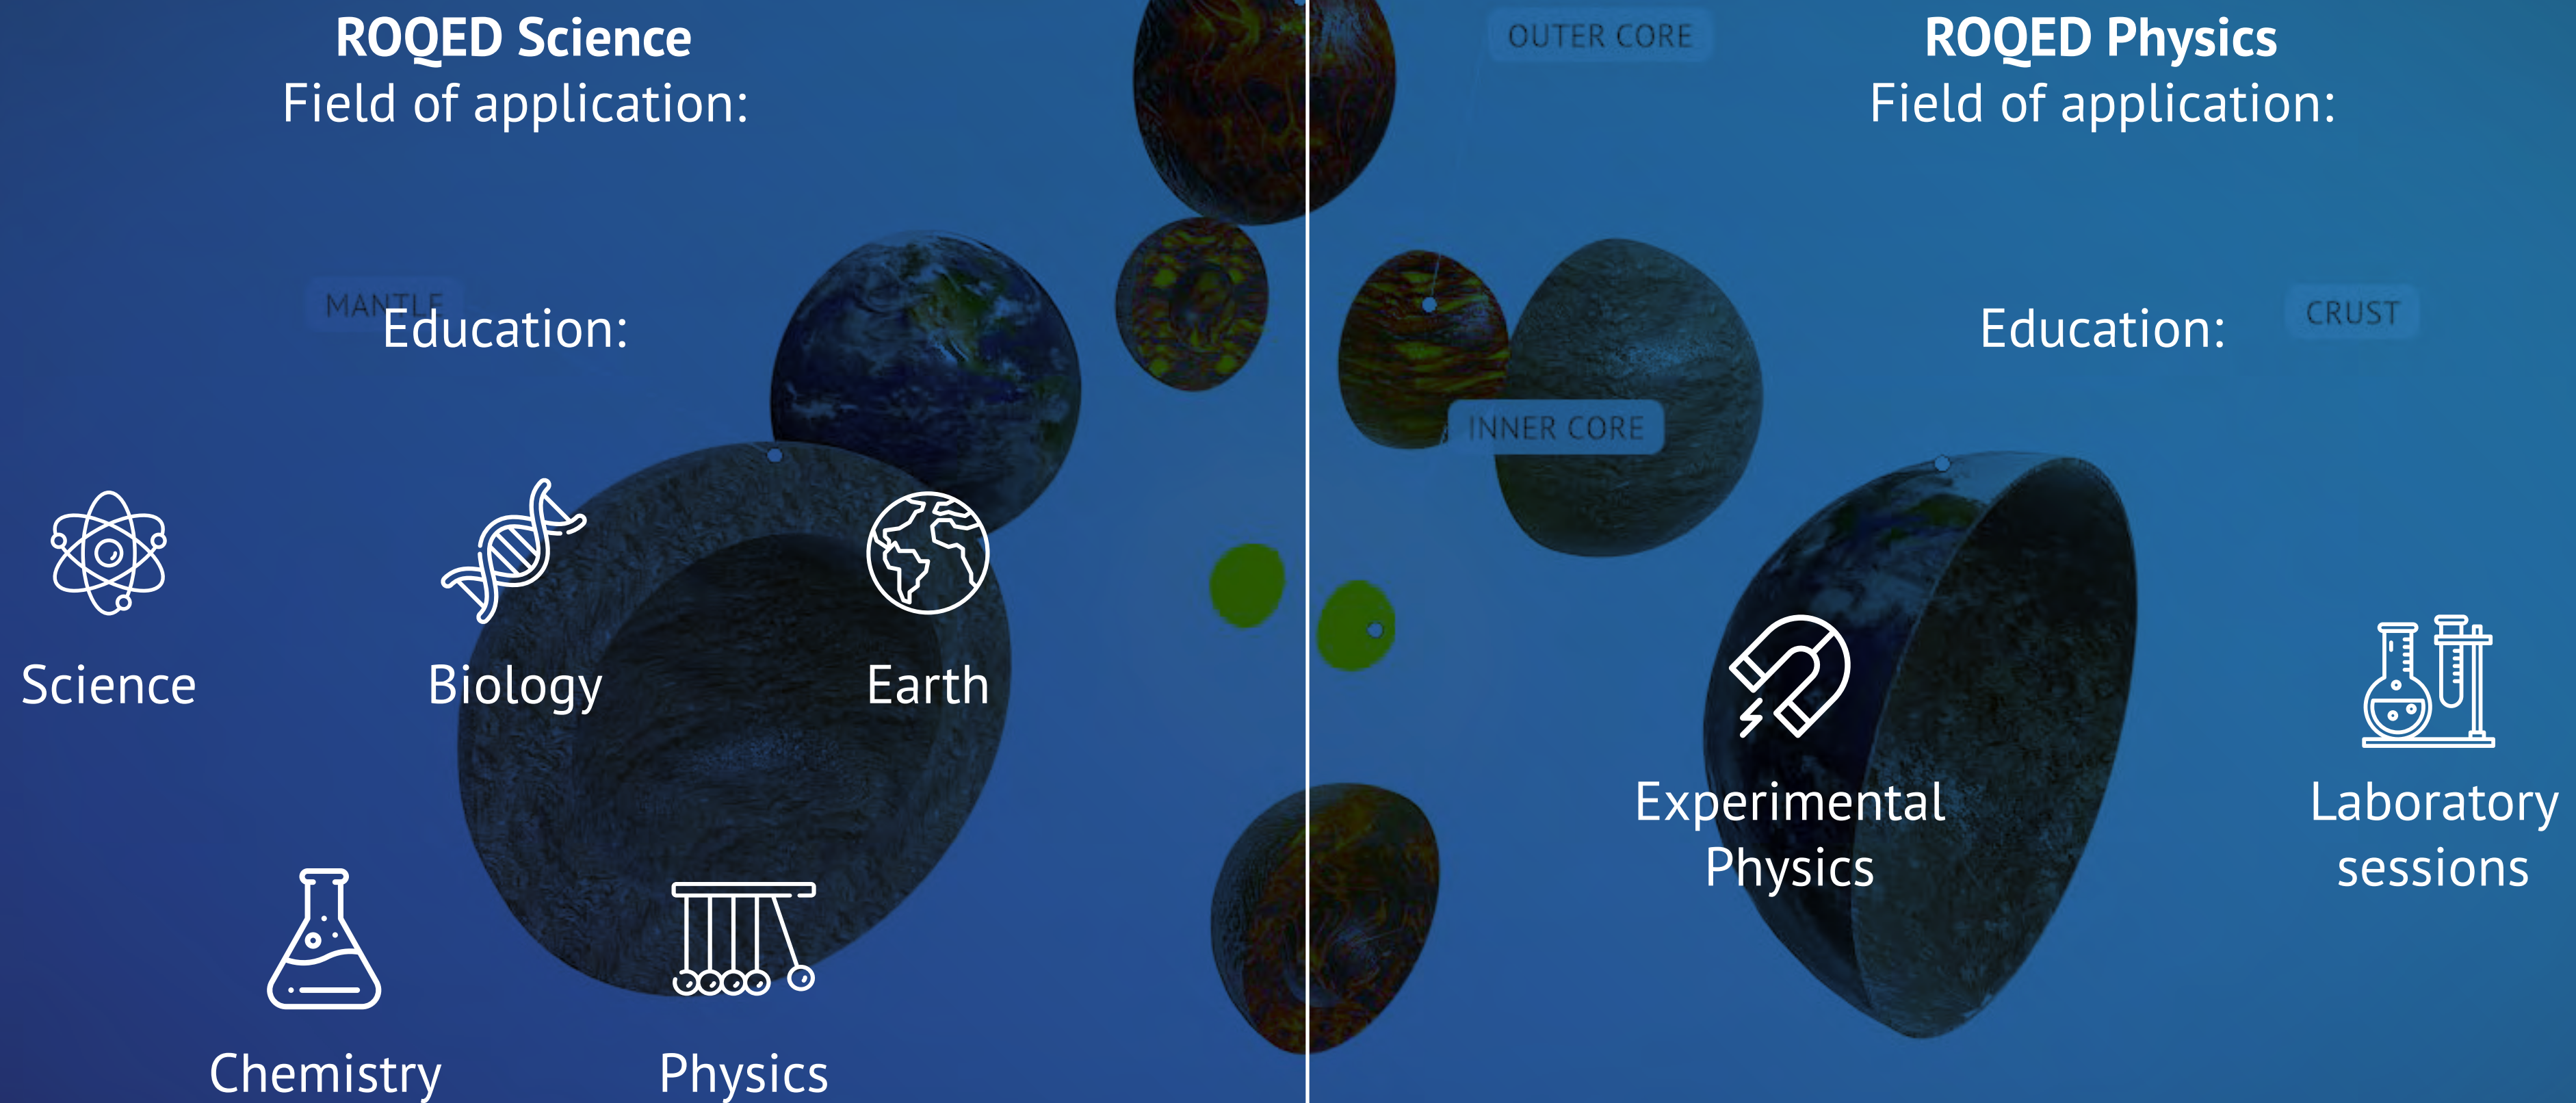 ROQED Science
Field of application:
MANTLE
Education:
Science
Biology
Earth
Chemistry
Physics
OUTER CORE
ROQED Physics
Field of application:
CRUST
Education:
INNER CORE
Experimental
Physics
Laboratory
sessions